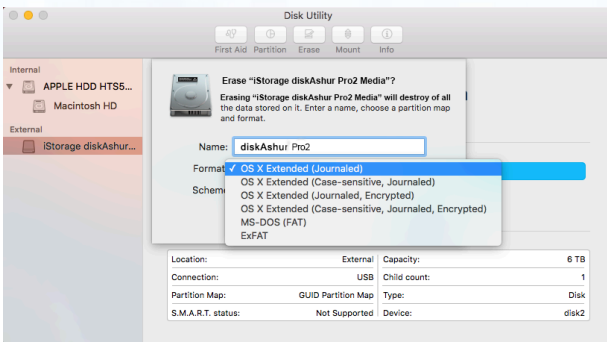 Disk Utility
First Aid Partition Erase Mount Info
Internal
APPLE HDD HTS5...
Macintosh HD
External
iStorage diskAshur...
Erase “iStorage diskAshur Pro2 Media”?
Erasing “iStorage diskAshur Pro2 Media” will destroy of all
the data stored on it. Enter a name, choose a partition map
and format.
Name: diskAshur Pro2
Format
✓ OS X Extended (Journaled)
OS X Extended (Case-sensitive, Journaled)
Schem
OS X Extended (Journaled, Encrypted)
OS X Extended (Case-sensitive, Journaled, Encrypted)
MS-DOS (FAT)
ExFAT
Location: External Capacity: 6 TB
Connection: USB Child count: 1
Partition Map: GUID Partition Map Type: Disk
S.M.A.R.T. status: Not Supported Device: disk2